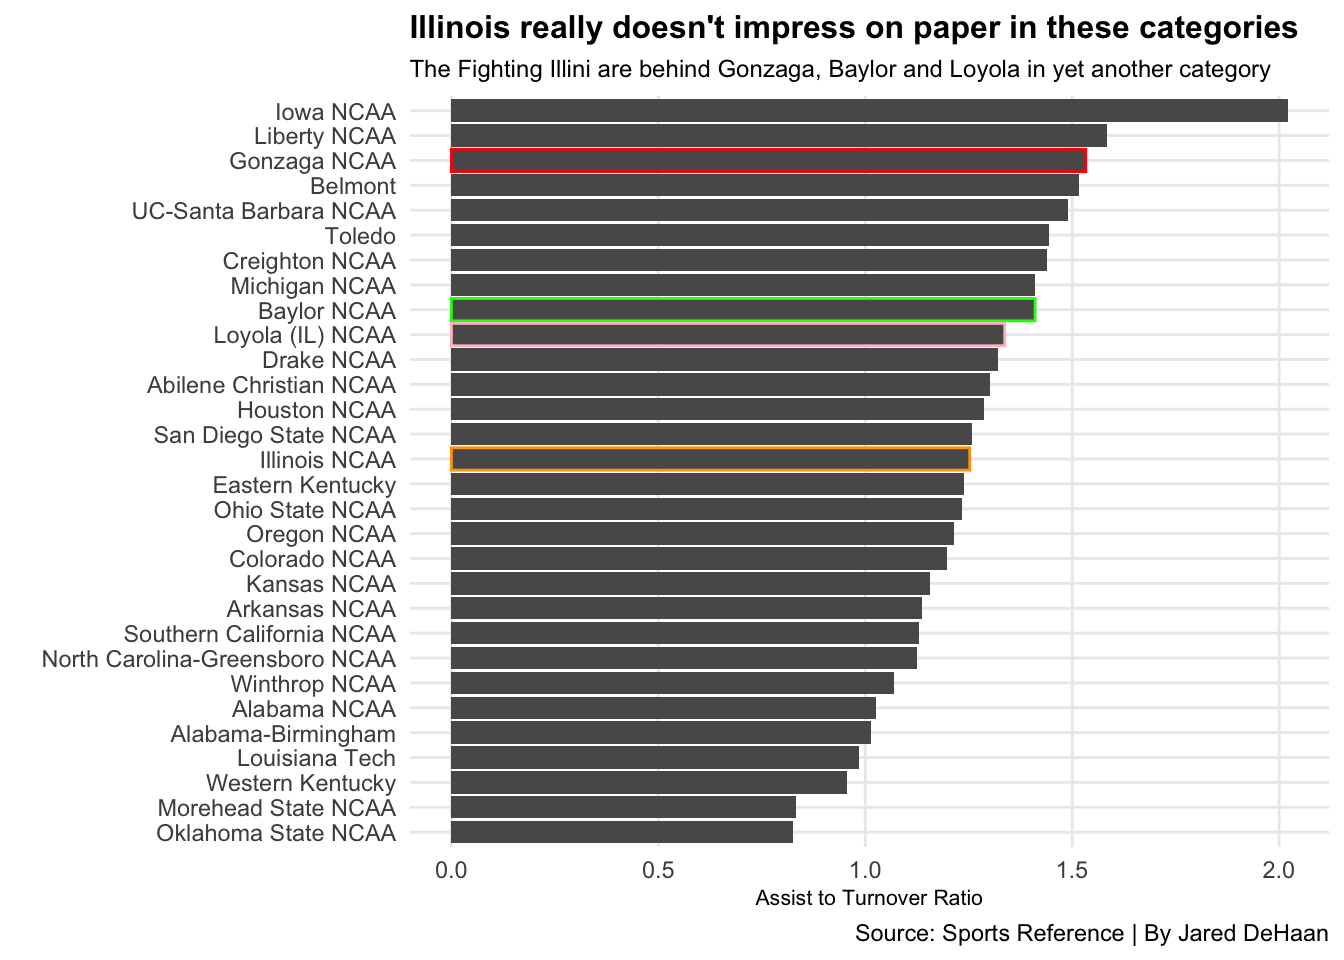 Illinois really doesn't impress on paper in these categories
The Fighting Illini are behind Gonzaga, Baylor and Loyola in yet another category
Iowa NCAA
Liberty NCAA
Gonzaga NCAA
Belmont
UC-Santa Barbara NCAA
Toledo
Creighton NCAA
Michigan NCAA
Baylor NCAA
Loyola (IL) NCAA
Drake NCAA
Abilene Christian NCAA
Houston NCAA
San Diego State NCAA
Illinois NCAA
Eastern Kentucky
Ohio State NCAA
Oregon NCAA
Colorado NCAA
Kansas NCAA
Arkansas NCAA
Southern California NCAA
North Carolina-Greensboro NCAA
Winthrop NCAA
Alabama NCAA
Alabama-Birmingham
Louisiana Tech
Western Kentucky
Morehead State NCAA
Oklahoma State NCAA
0.0 0.5 1.0 1.5 2.0
Assist to Turnover Ratio
Source: Sports Reference | By Jared DeHaan